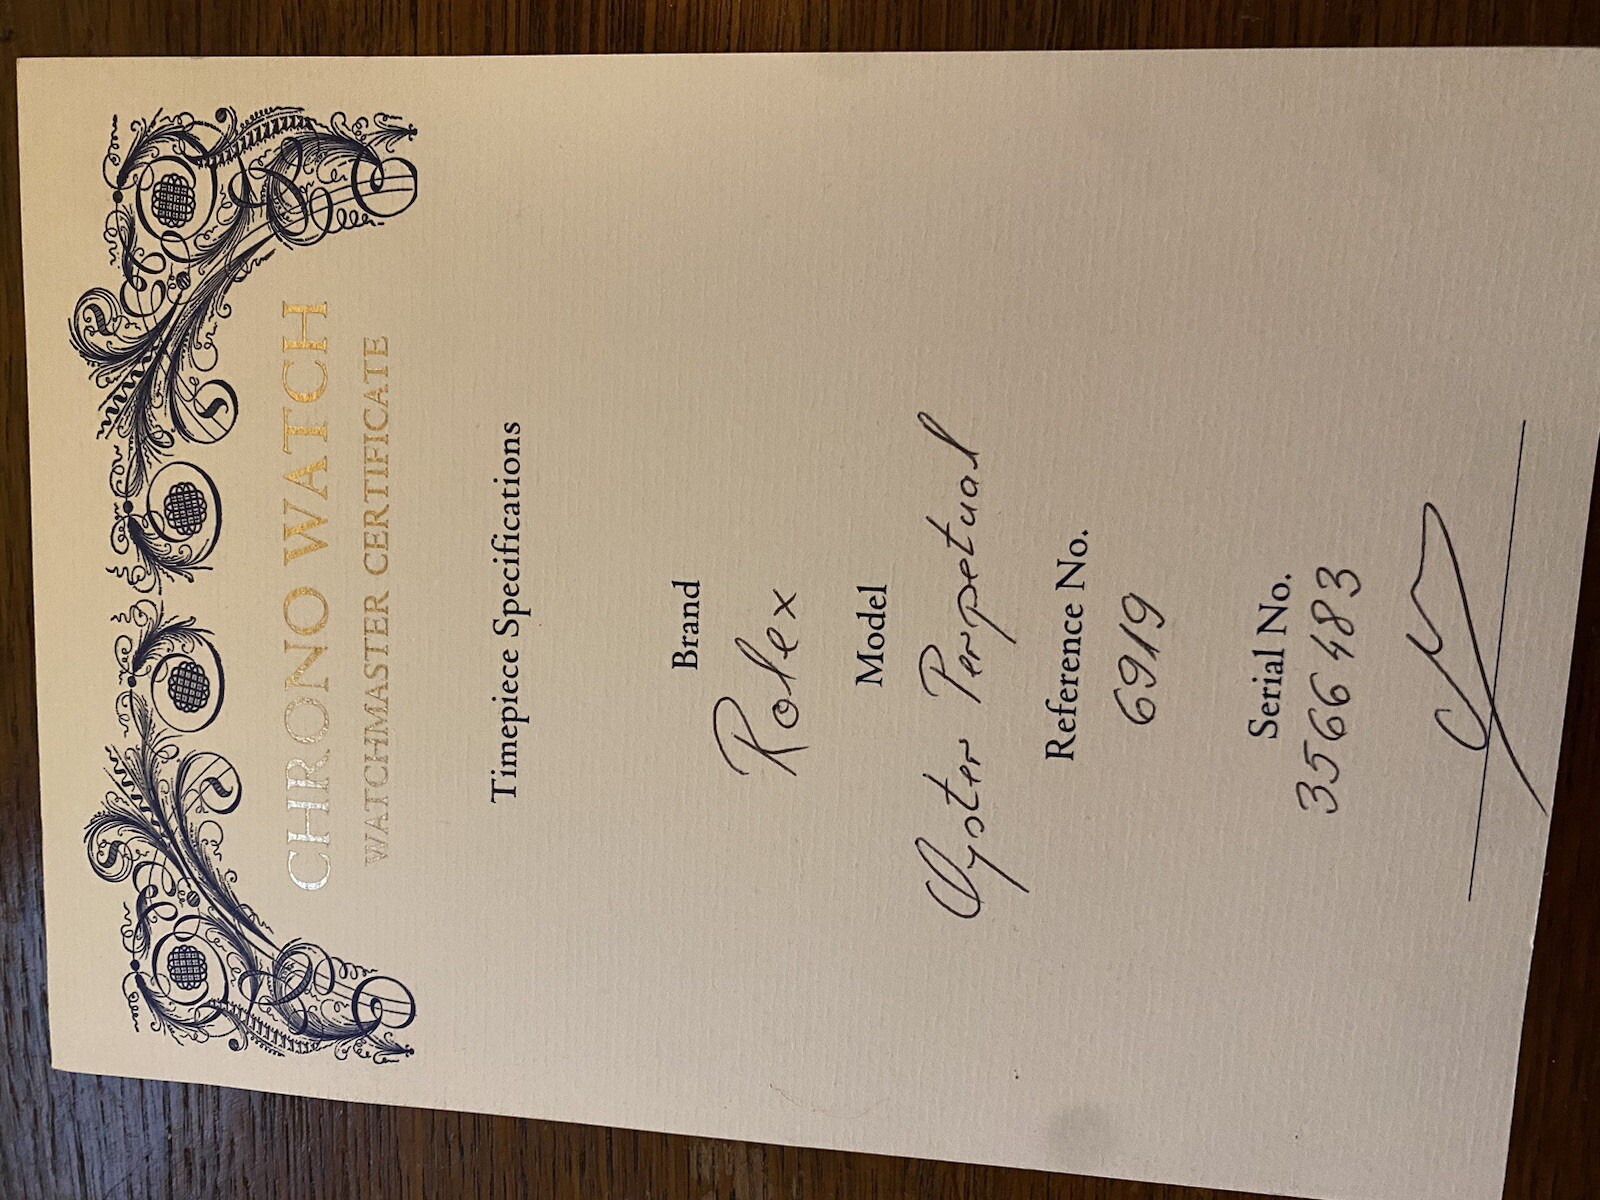 CHRONO WATCH
WATCHMASTER CERTIFICATE
Timepiece Specifications
Brand
Rolex
Model
Oyster Perpetual
Reference No.
6919
Serial No.
3566483